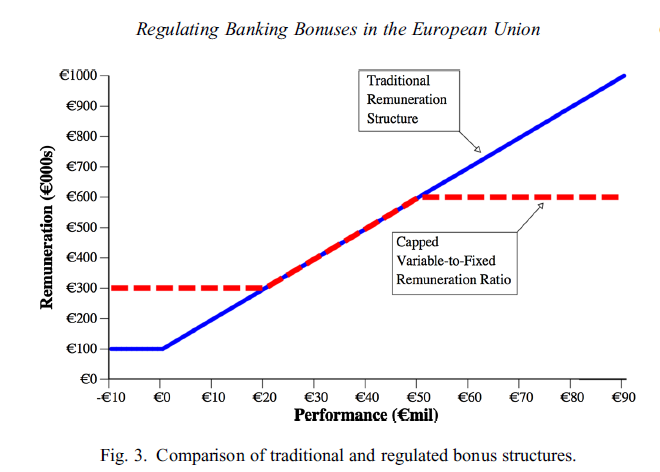 Regulating Banking Bonuses in the European Union
€1000
€900
€800
€700
€600
€500
€400
€300
€200
€100
€0
Remuneration (€000s)
Traditional
Remuneration
Structure
Capped
Variable-to-Fixed
Remuneration Ratio
-€10 €0 €10 €20 €30 €40 €50 €60 €70 €80 €90
Performance (€mil)
Fig. 3. Comparison of traditional and regulated bonus structures.